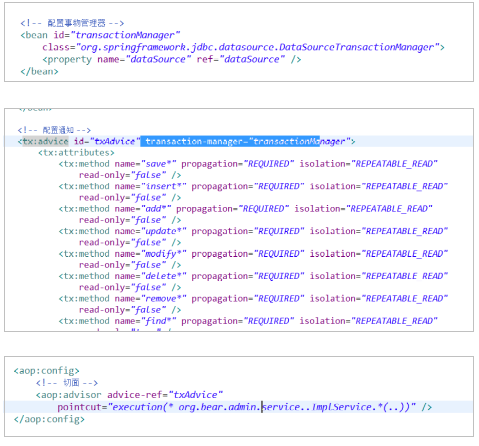 <!-- 配置事物管理器 -->
<bean id="transactionManager"
class="org.springframework.jdbc.datasource.DataSourceTransactionManager">
<property name="dataSource" ref="dataSource" />
</bean>
<!-- 配置通知 -->
<tx:advice id="txAdvice" transaction-manager="transactionManager">
<tx:attributes>
<tx:method name="save*" propagation="REQUIRED" isolation="REPEATABLE_READ"
read-only="false" />
<tx:method name="insert*" propagation="REQUIRED" isolation="REPEATABLE_READ"
read-only="false" />
<tx:method name="add*" propagation="REQUIRED" isolation="REPEATABLE_READ"
read-only="false" />
<tx:method name="update*" propagation="REQUIRED" isolation="REPEATABLE_READ"
read-only="false" />
<tx:method name="modify*" propagation="REQUIRED" isolation="REPEATABLE_READ"
read-only="false" />
<tx:method name="delete*" propagation="REQUIRED" isolation="REPEATABLE_READ"
read-only="false" />
<tx:method name="remove*" propagation="REQUIRED" isolation="REPEATABLE_READ"
read-only="false" />
<tx:method name="find*" propagation="REQUIRED" isolation="REPEATABLE_READ"
<aop:config>
<!-- 切面 -->
<aop:advisor advice-ref="txAdvice"
pointcut="execution(* org.bear.admin.service..ImplService.*(..))" />
</aop:config>